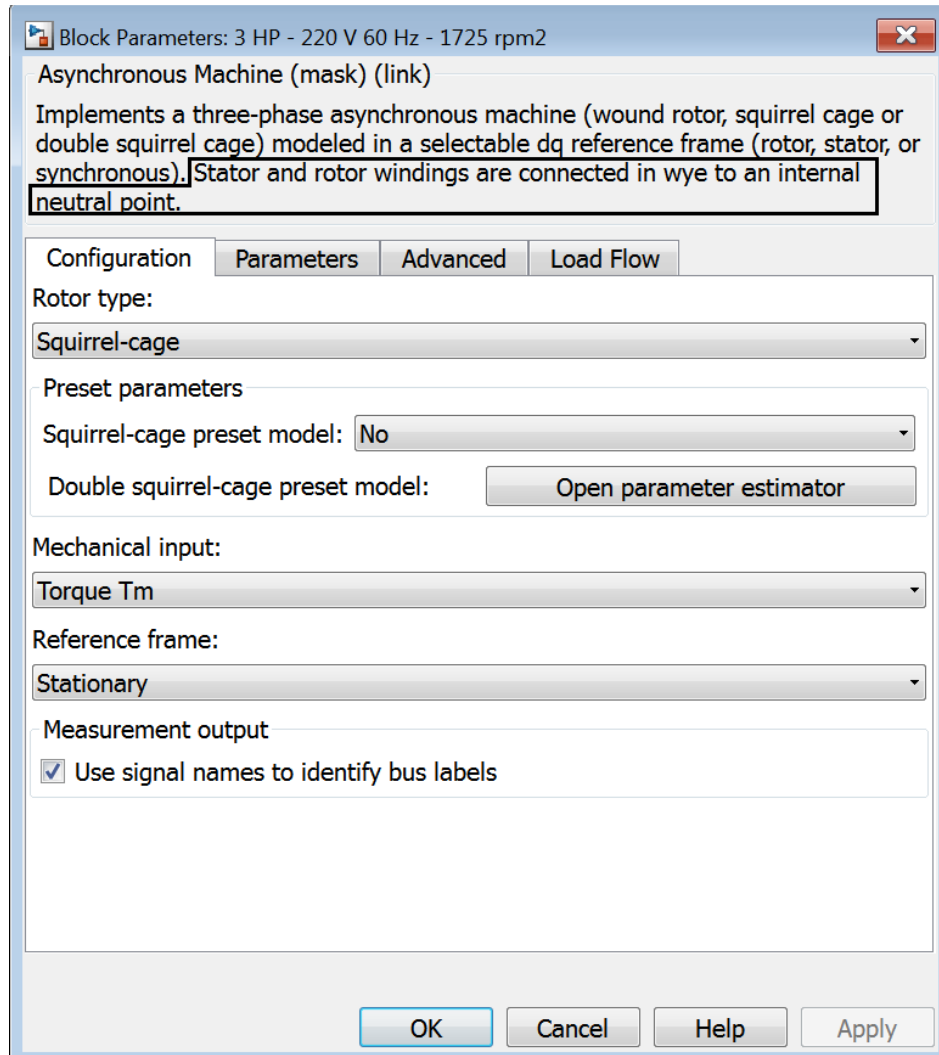 Block Parameters: 3 HP - 220 V 60 Hz - 1725 rpm2
Asynchronous Machine (mask) (link)
Implements a three-phase asynchronous machine (wound rotor, squirrel cage or
double squirrel cage) modeled in a selectable dq reference frame (rotor, stator, or
synchronous). Stator and rotor windings are connected in wye to an internal
neutral point.
Configuration Parameters Advanced Load Flow
Rotor type:
Squirrel-cage
Preset parameters
Squirrel-cage preset model: No
Double squirrel-cage preset model: Open parameter estimator
Mechanical input:
Torque Tm
Reference frame:
Stationary
Measurement output
Use signal names to identify bus labels
OK Cancel Help Apply